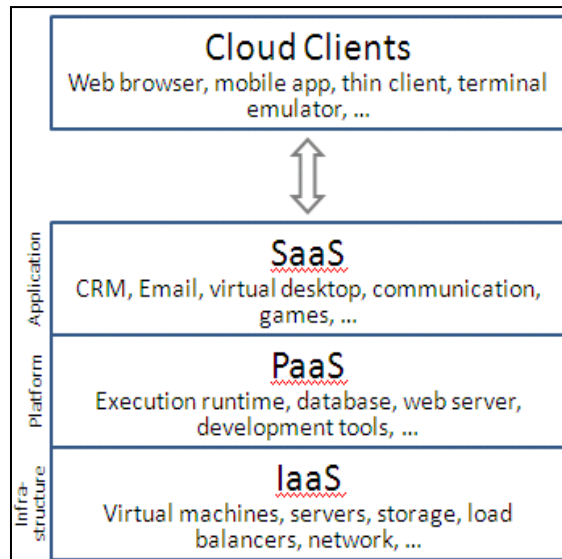 Cloud Clients
Web browser, mobile app, thin client, terminal
emulator, ...
Application
SaaS
CRM, Email, virtual desktop, communication,
games, ...
Platform
PaaS
Execution runtime, database, web server,
development tools, ...
Infra-
structure
IaaS
Virtual machines, servers, storage, load
balancers, network, ...